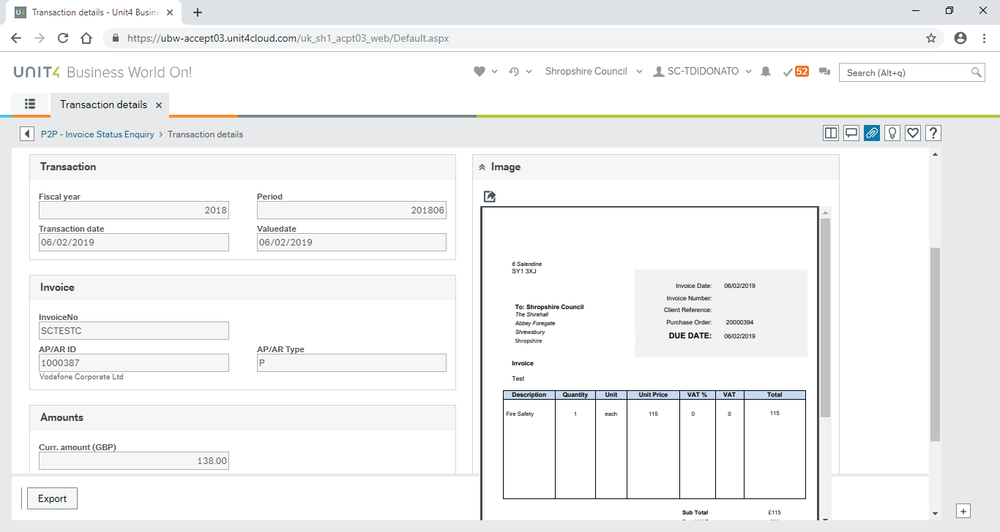 Transaction details - Unit4 Busine
https://ubw-accept03.unit4cloud.com/uk_sh1_acpt03_web/Default.aspx
UNIT4 Business World On!
Shropshire Council
SC-TDIDONATO
52
Search (Alt+q)
Transaction details
P2P - Invoice Status Enquiry > Transaction details
Transaction
Fiscal year
2018
Period
201806
Transaction date
06/02/2019
Valuedate
06/02/2019
Invoice
InvoiceNo
SCTESTC
AP/AR ID
1000387
Vodafone Corporate Ltd
AP/AR Type
P
Amounts
Curr. amount (GBP)
138.00
Export
Image
6 Salendine
SY1 3XJ
Invoice Date: 06/02/2019
Invoice Number:
Client Reference:
Purchase Order: 20000394
DUE DATE: 06/02/2019
To: Shropshire Council
The Shirehall
Abbey Foregate
Shrewsbury
Shropshire
Invoice
Test
Description Quantity Unit Unit Price VAT % VAT Total
Fire Safety 1 each 115 0 0 115
Sub Total £115